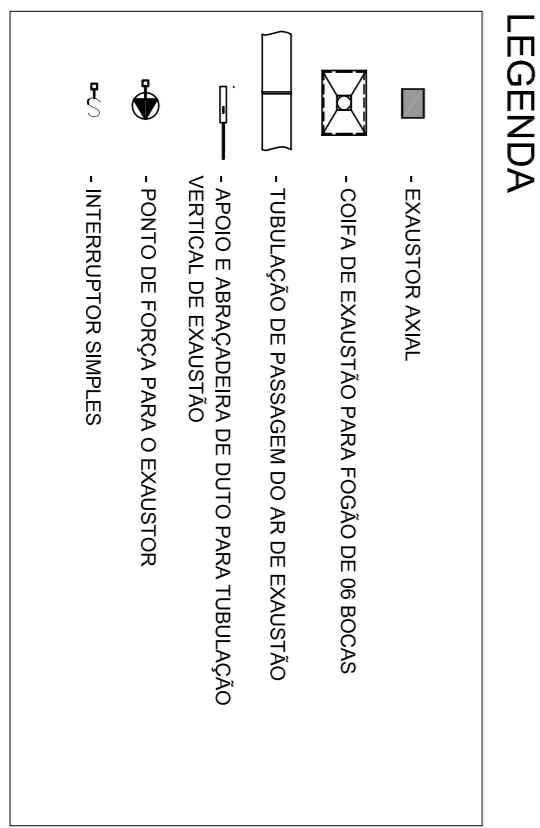 LEGENDA
- EXAUSTOR AXIAL
- COIFA DE EXAUSTÃO PARA FOGÃO DE 06 BOCAS
- TUBULAÇÃO DE PASSAGEM DO AR DE EXAUSTÃO
- APOIO E ABRAÇADEIRA DE DUTO PARA TUBULAÇÃO
VERTICAL DE EXAUSTÃO
- PONTO DE FORÇA PARA O EXAUSTOR
- INTERRUPTOR SIMPLES